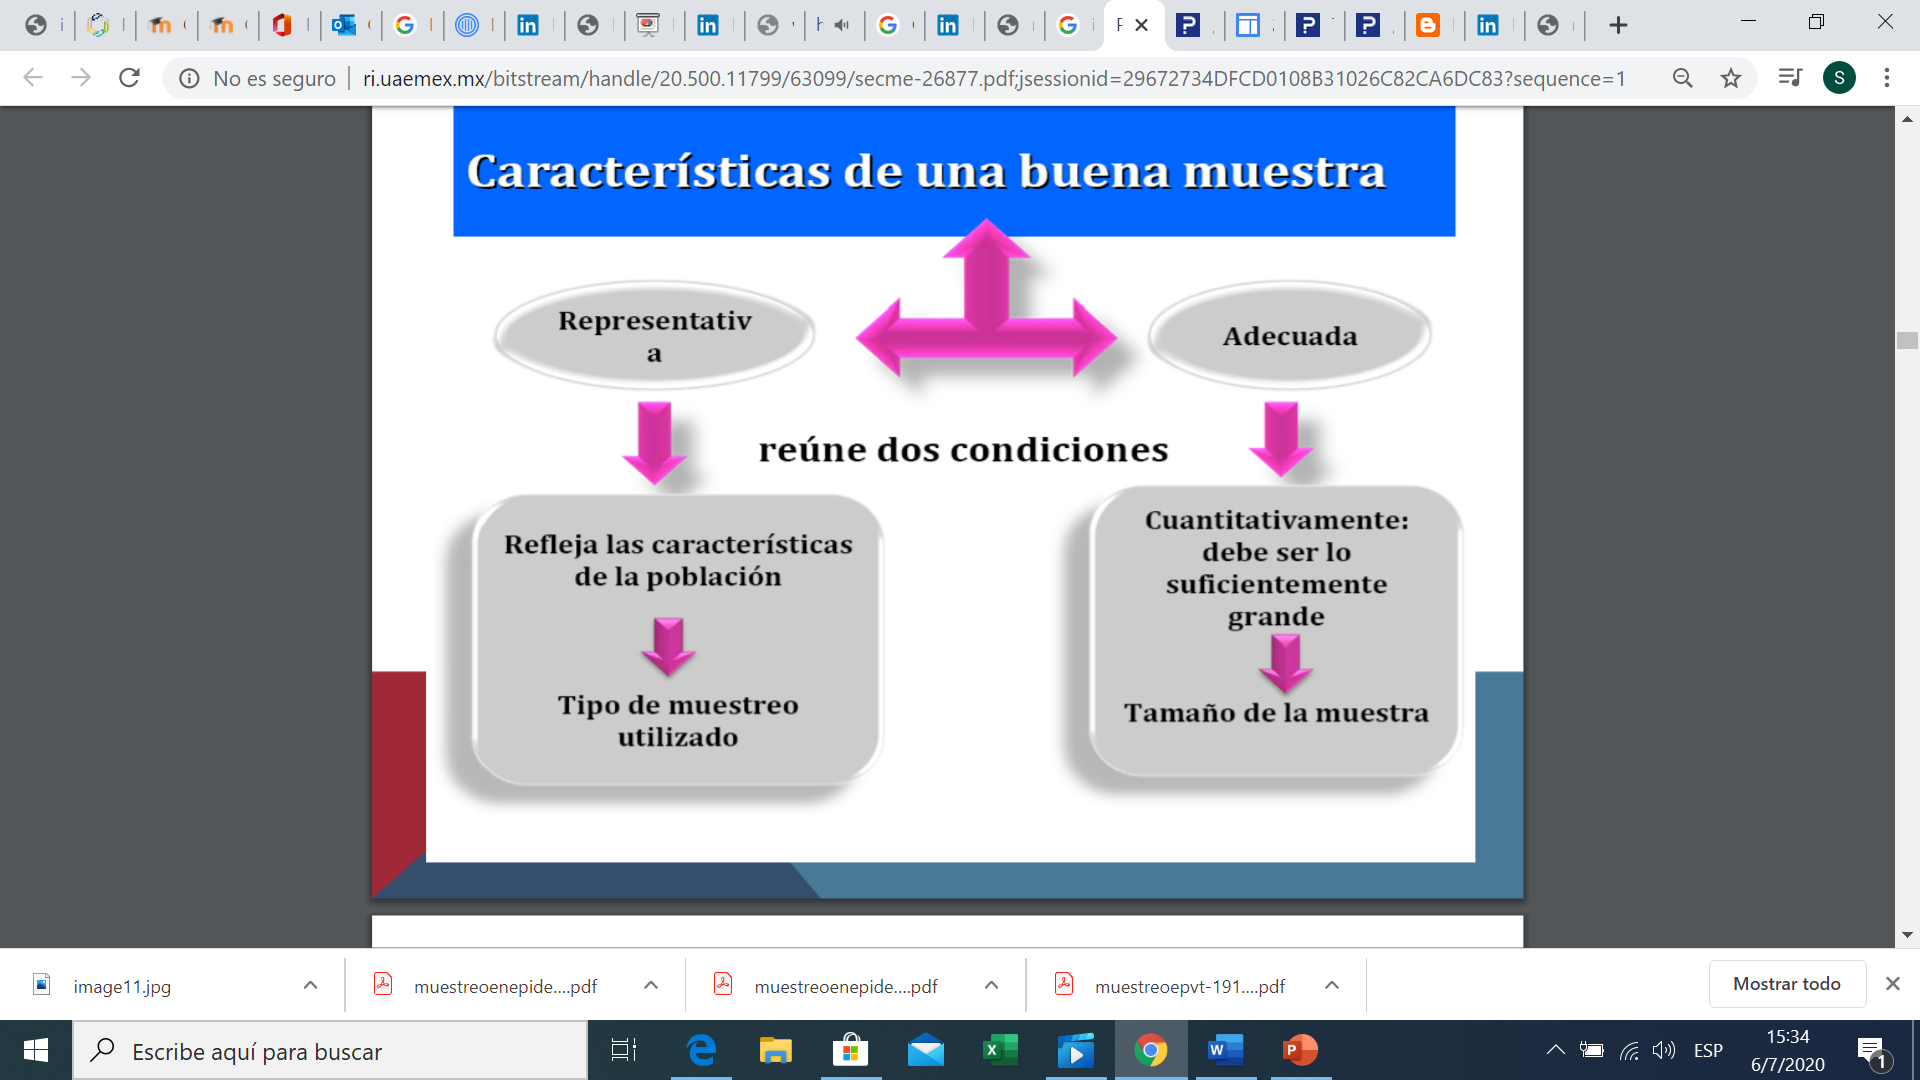 No es seguro
ri.uaemex.mx/bitstream/handle/20.500.11799/63099/secme-26877.pdf;jsessionid=29672734DFCD0108B31026C82CA6DC83?sequence=1
S
Características de una buena muestra
Representativ
a
Adecuada
reúne dos condiciones
Refleja las características
de la población
Tipo de muestreo
utilizado
Cuantitativamente:
debe ser lo
suficientemente
grande
Tamaño de la muestra
image11.jpg
muestreoenepide....pdf
muestreoenepide....pdf
muestreoepvt-191....pdf
Mostrar todo
Escribe aquí para buscar
ESP
15:34
6/7/2020
1